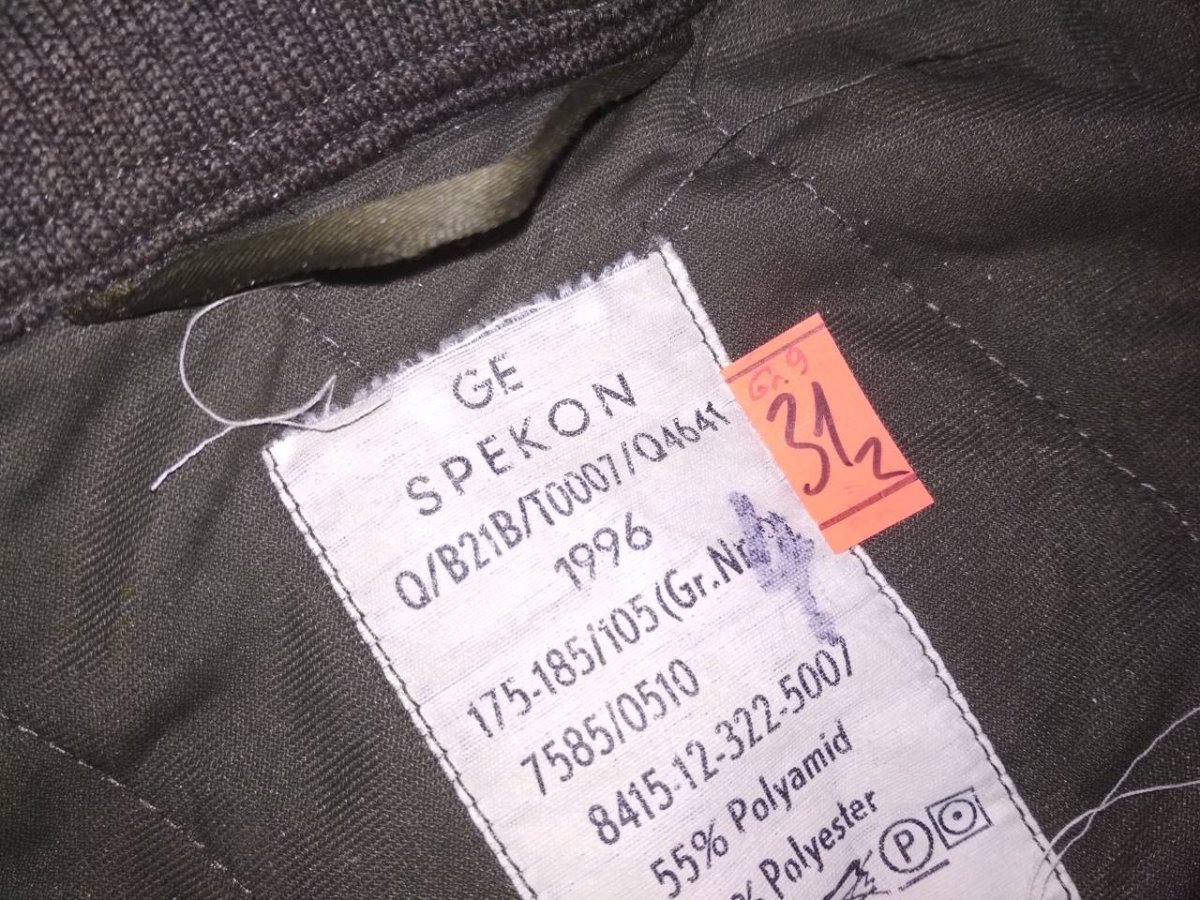 GE
SPEKON
Q/B21B/T0007/Q4641
1996
175-185/105(Gr.Nr.
7585/0510
8415-12-322-5007
55% Polyamid
% Polyester
P
Gr. 9
31
2